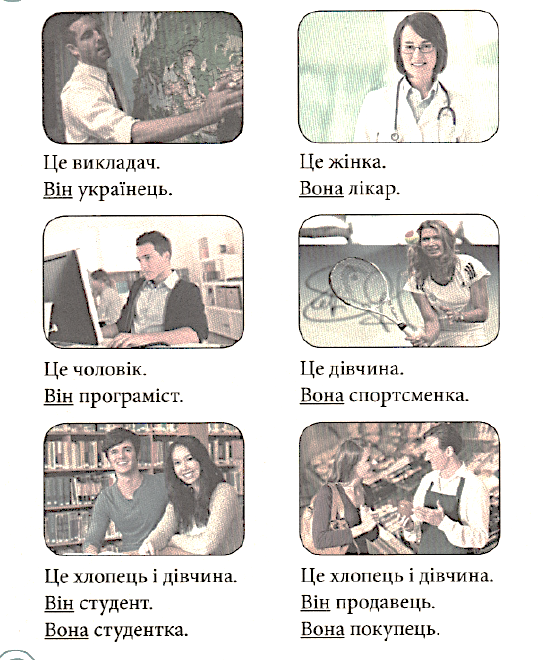 Це викладач.
Він українець.
Це жінка.
Вона лікар.
Це чоловік.
Він програміст.
Це дівчина.
Вона спортсменка.
Це хлопець і дівчина.
Він студент.
Вона студентка.
Це хлопець і дівчина.
Він продавець.
Вона покупець.